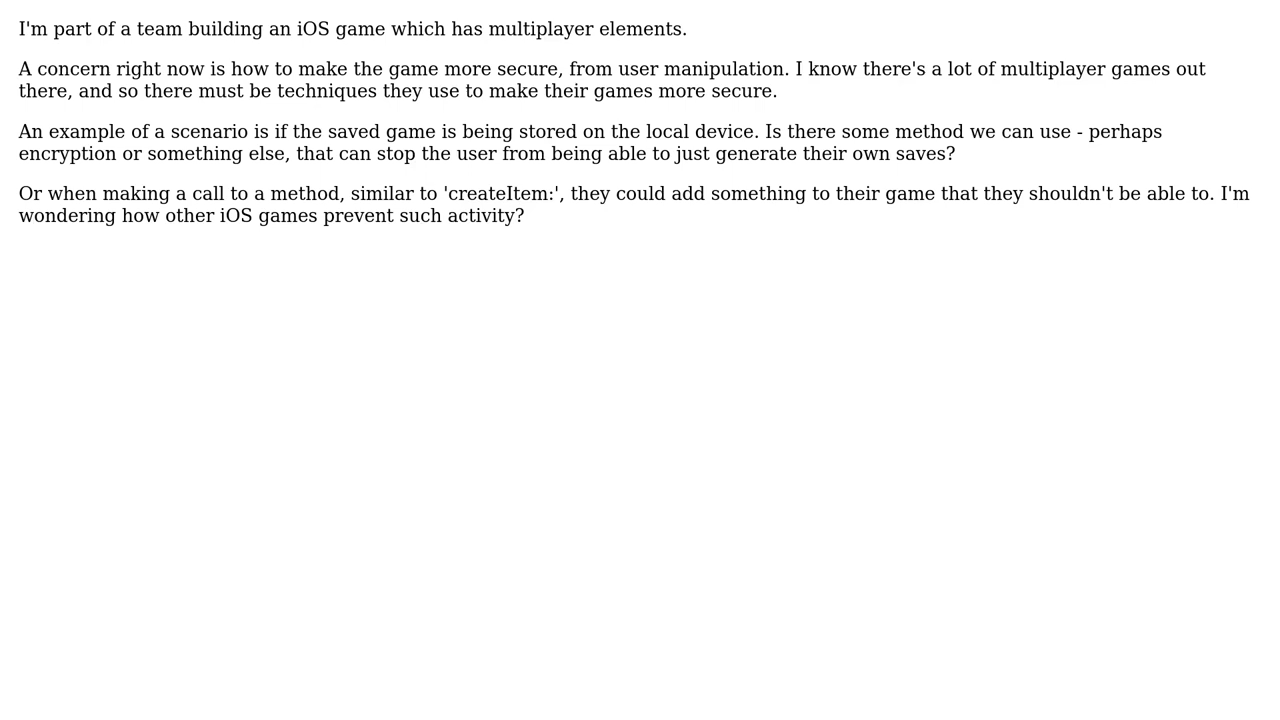 I'm part of a team building an iOS game which has multiplayer elements.
A concern right now is how to make the game more secure, from user manipulation. I know there's a lot of multiplayer games out
there, and so there must be techniques they use to make their games more secure.
An example of a scenario is if the saved game is being stored on the local device. Is there some method we can use - perhaps
encryption or something else, that can stop the user from being able to just generate their own saves?
Or when making a call to a method, similar to 'createItem:', they could add something to their game that they shouldn't be able to. I'm
wondering how other iOS games prevent such activity?